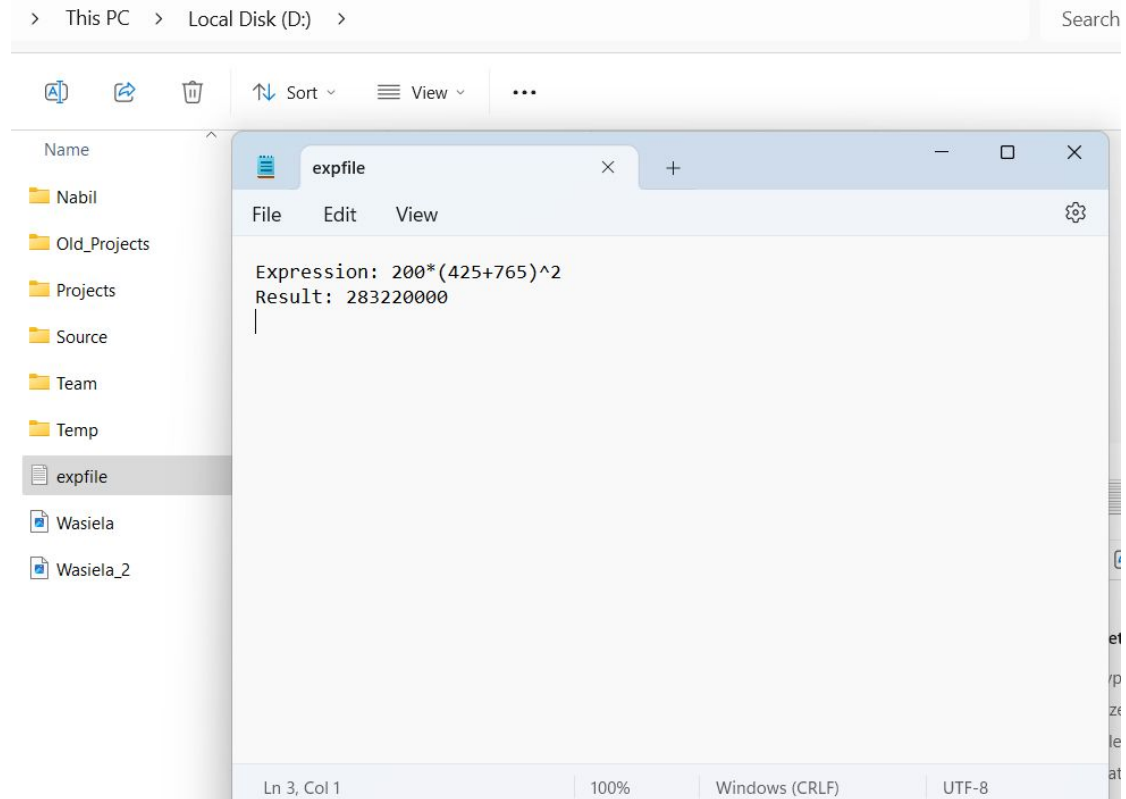 This PC > Local Disk (D:) >
Search
Sort
View
Name
Nabil
Old_Projects
Projects
Source
Team
Temp
expfile
Wasiela
Wasiela_2
expfile
File Edit View
Expression: 200*(425+765)^2
Result: 283220000
Ln 3, Col 1 100% Windows (CRLF) UTF-8